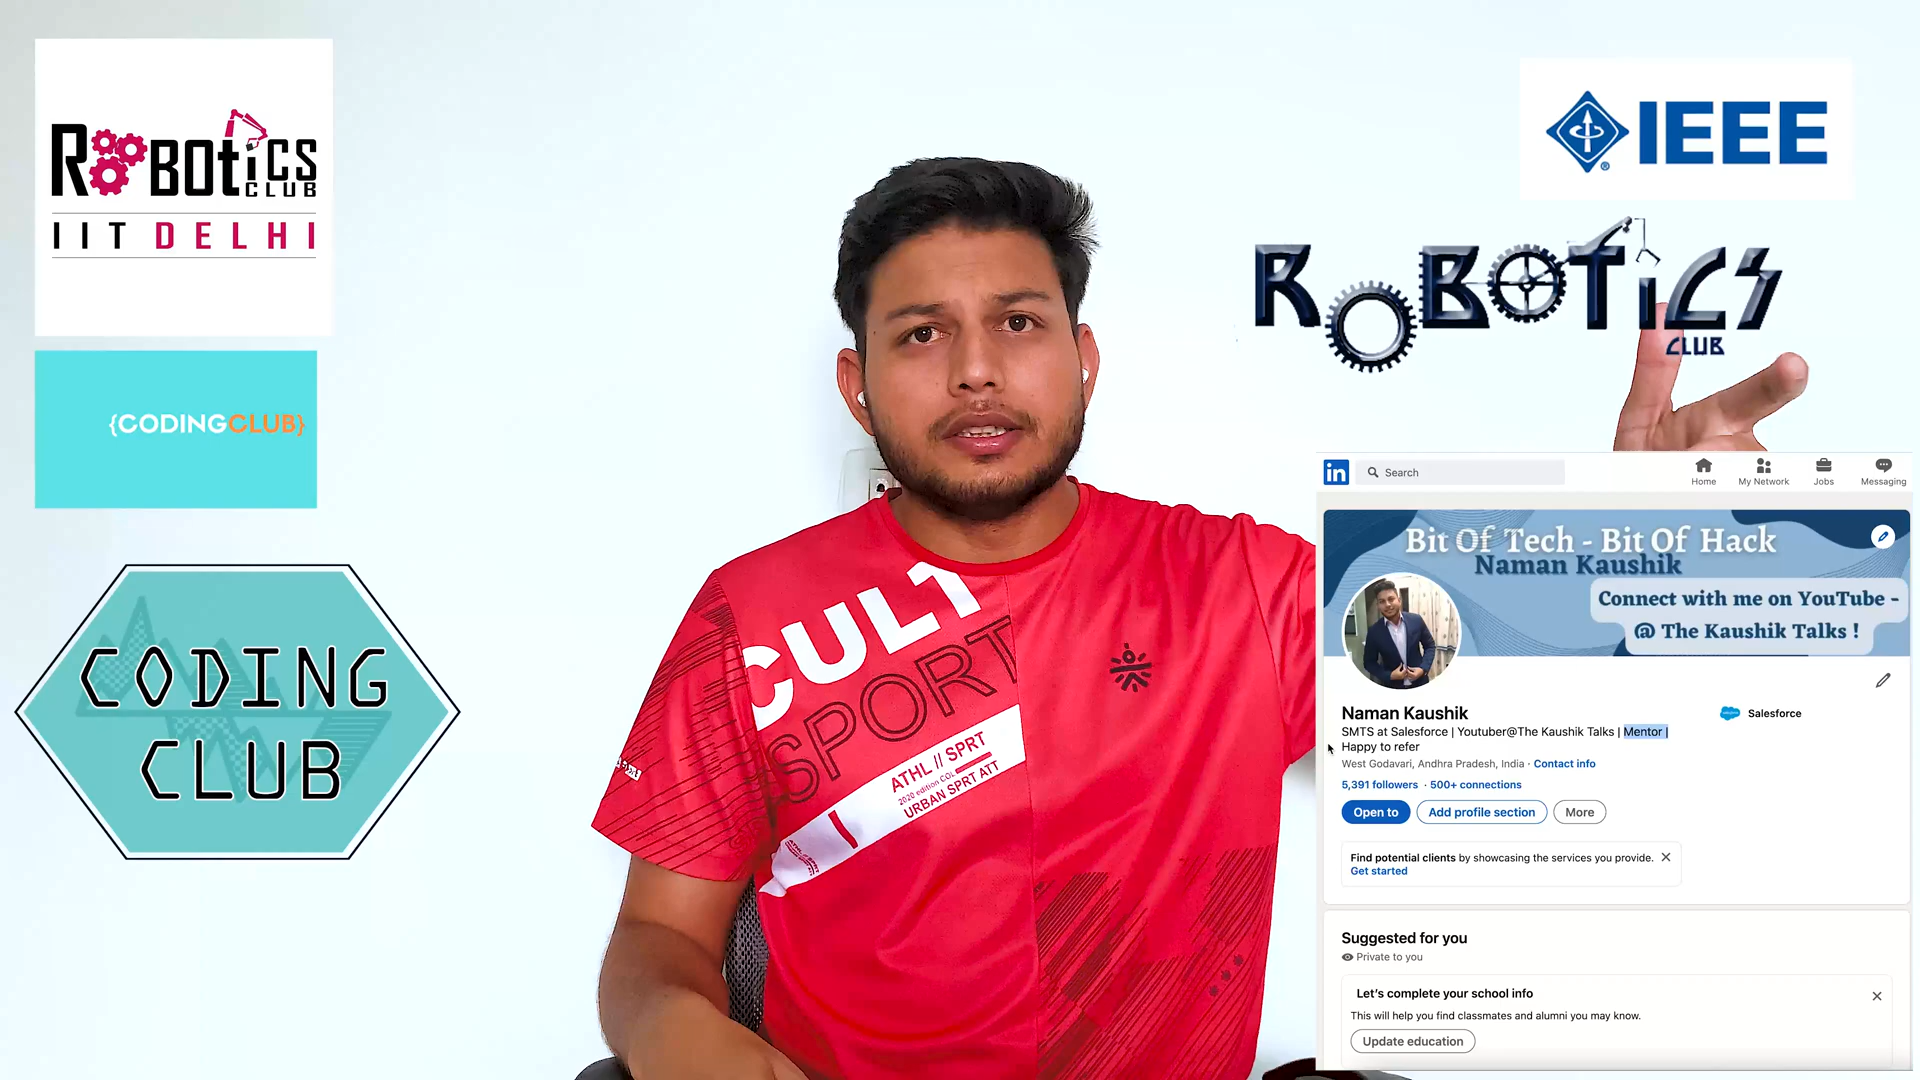 ROBOTICS
CLUB
IIT DELHI
{CODINGCLUB}
CODING
CLUB
IEEE
ROBOTICS
CLUB
CULT
SPORT
ATHL // SPRT
2020 edition COL
URBAN SPRT ATT
in
Search
Home
My Network
Jobs
Messaging
Bit Of Tech - Bit Of Hack
Naman Kaushik
Connect with me on YouTube -
@ The Kaushik Talks !
Naman Kaushik
Salesforce
SMTS at Salesforce | Youtuber@The Kaushik Talks | Mentor |
Happy to refer
West Godavari, Andhra Pradesh, India · Contact info
5,391 followers · 500+ connections
Open to
Add profile section
More
Find potential clients by showcasing the services you provide.
Get started
Suggested for you
Private to you
Let's complete your school info
This will help you find classmates and alumni you may know.
Update education